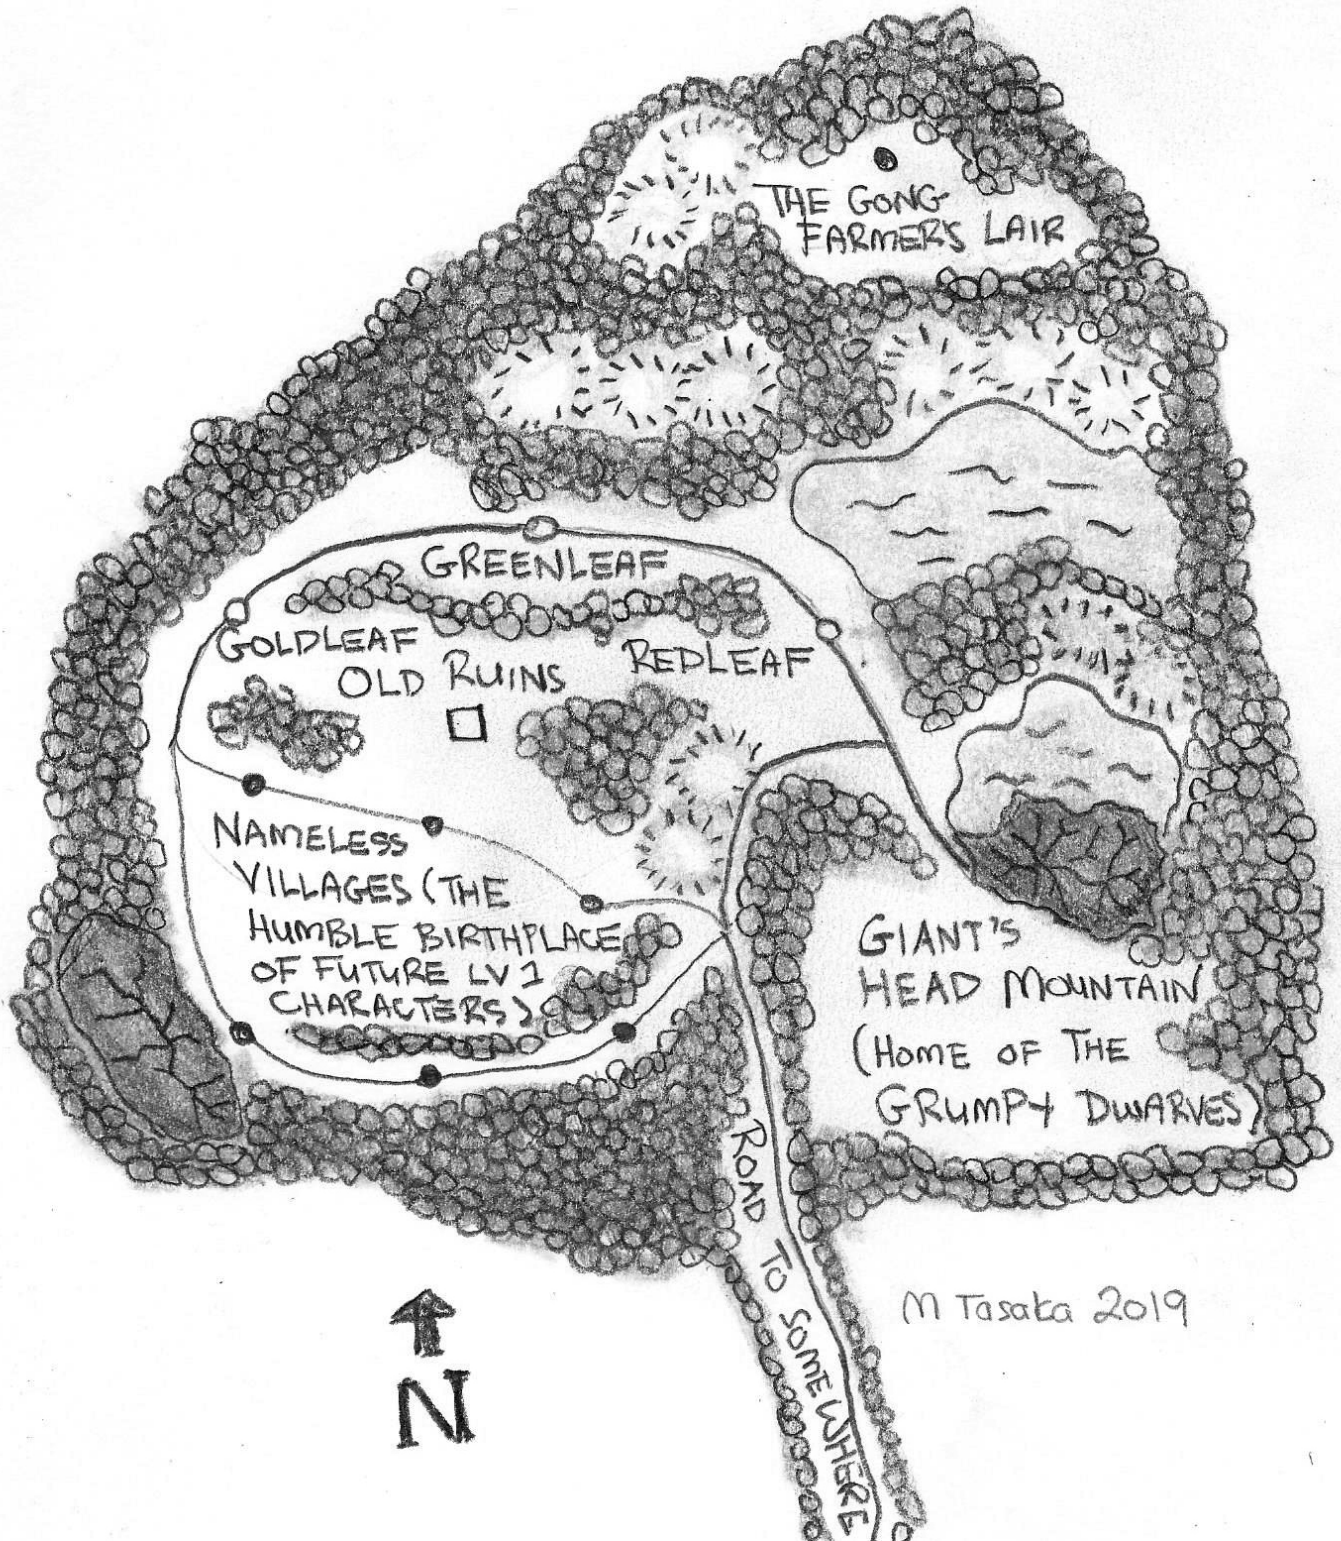 THE GONG
FARMER'S LAIR
GREENLEAF
GOLDLEAF
REDLEAF
OLD RUINS
NAMELESS
VILLAGES (THE
HUMBLE BIRTHPLACE
OF FUTURE LV 1
CHARACTERS)
GIANT'S
HEAD MOUNTAIN
(HOME OF THE
GRUMPY DWARVES)
ROAD TO SOMEWHERE
M Tasaka 2019
N